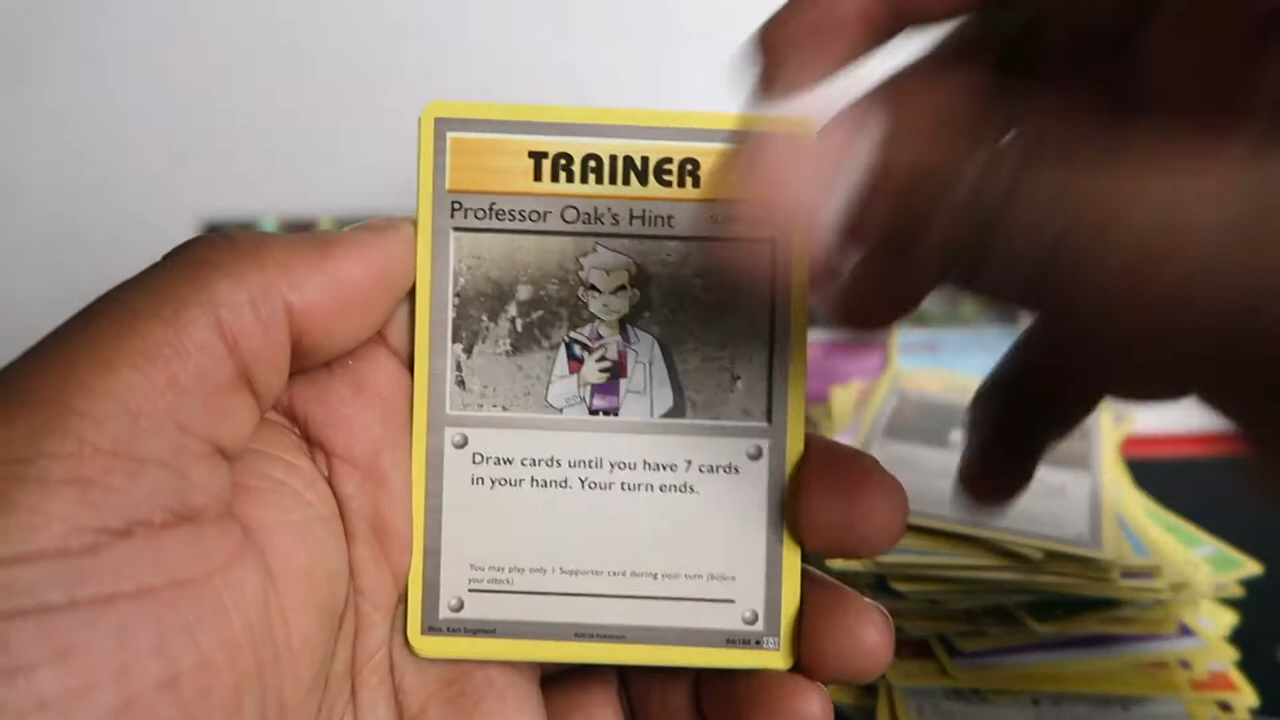 TRAINER
Professor Oak's Hint
Draw cards until you have 7 cards
in your hand. Your turn ends.
You may play only 1 Supporter card during your turn (before
your attack).
Illus. Ken Sugimori
©2016 Pokémon